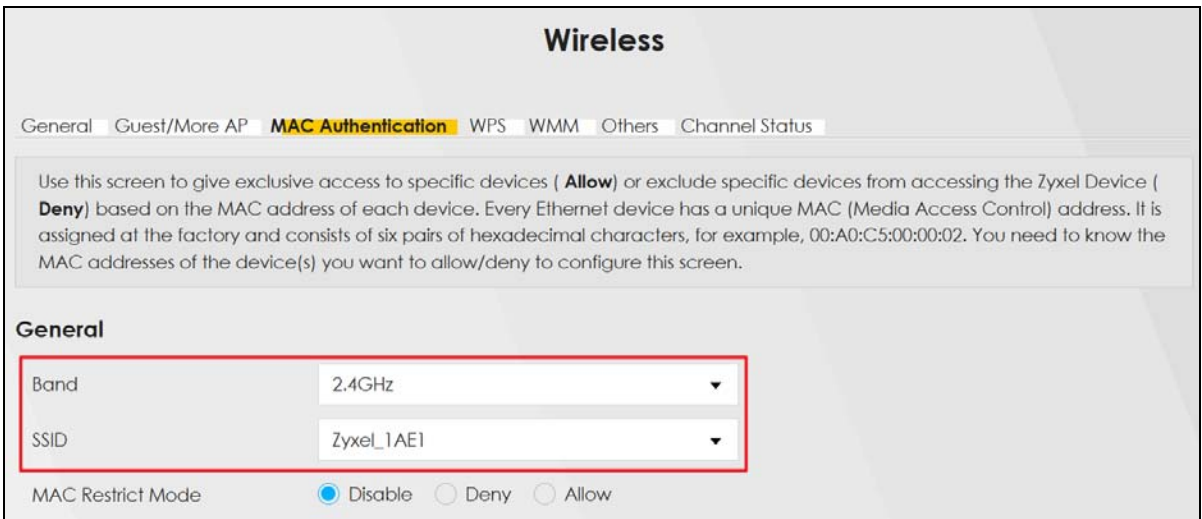 Wireless
General Guest/More AP MAC Authentication WPS WMM Others Channel Status
Use this screen to give exclusive access to specific devices ( Allow) or exclude specific devices from accessing the Zyxel Device (
Deny) based on the MAC address of each device. Every Ethernet device has a unique MAC (Media Access Control) address. It is
assigned at the factory and consists of six pairs of hexadecimal characters, for example, 00:A0:C5:00:00:02. You need to know the
MAC addresses of the device(s) you want to allow/deny to configure this screen.
General
Band 2.4GHz
SSID Zyxel_1AE1
MAC Restrict Mode Disable Deny Allow